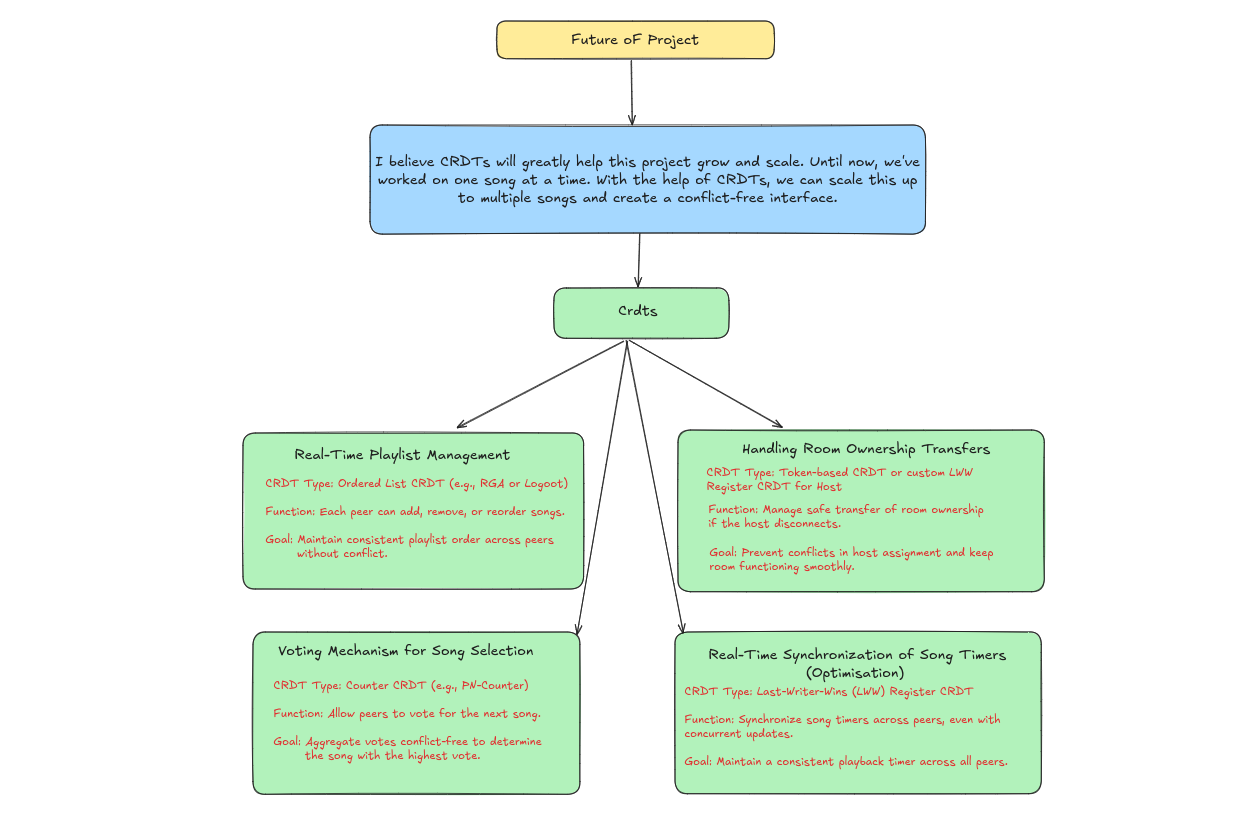 Future oF Project
I believe CRDTs will greatly help this project grow and scale. Until now, we've
worked on one song at a time. With the help of CRDTs, we can scale this up
to multiple songs and create a conflict-free interface.
Crdts
Real-Time Playlist Management
CRDT Type: Ordered List CRDT (e.g., RGA or Logoot)
Function: Each peer can add, remove, or reorder songs.
Goal: Maintain consistent playlist order across peers
without conflict.
Handling Room Ownership Transfers
CRDT Type: Token-based CRDT or custom LWW
Register CRDT for Host
Function: Manage safe transfer of room ownership
if the host disconnects.
Goal: Prevent conflicts in host assignment and keep
room functioning smoothly.
Voting Mechanism for Song Selection
CRDT Type: Counter CRDT (e.g., PN-Counter)
Function: Allow peers to vote for the next song.
Goal: Aggregate votes conflict-free to determine
the song with the highest vote.
Real-Time Synchronization of Song Timers
(Optimisation)
CRDT Type: Last-Writer-Wins (LWW) Register CRDT
Function: Synchronize song timers across peers, even with
concurrent updates.
Goal: Maintain a consistent playback timer across all peers.